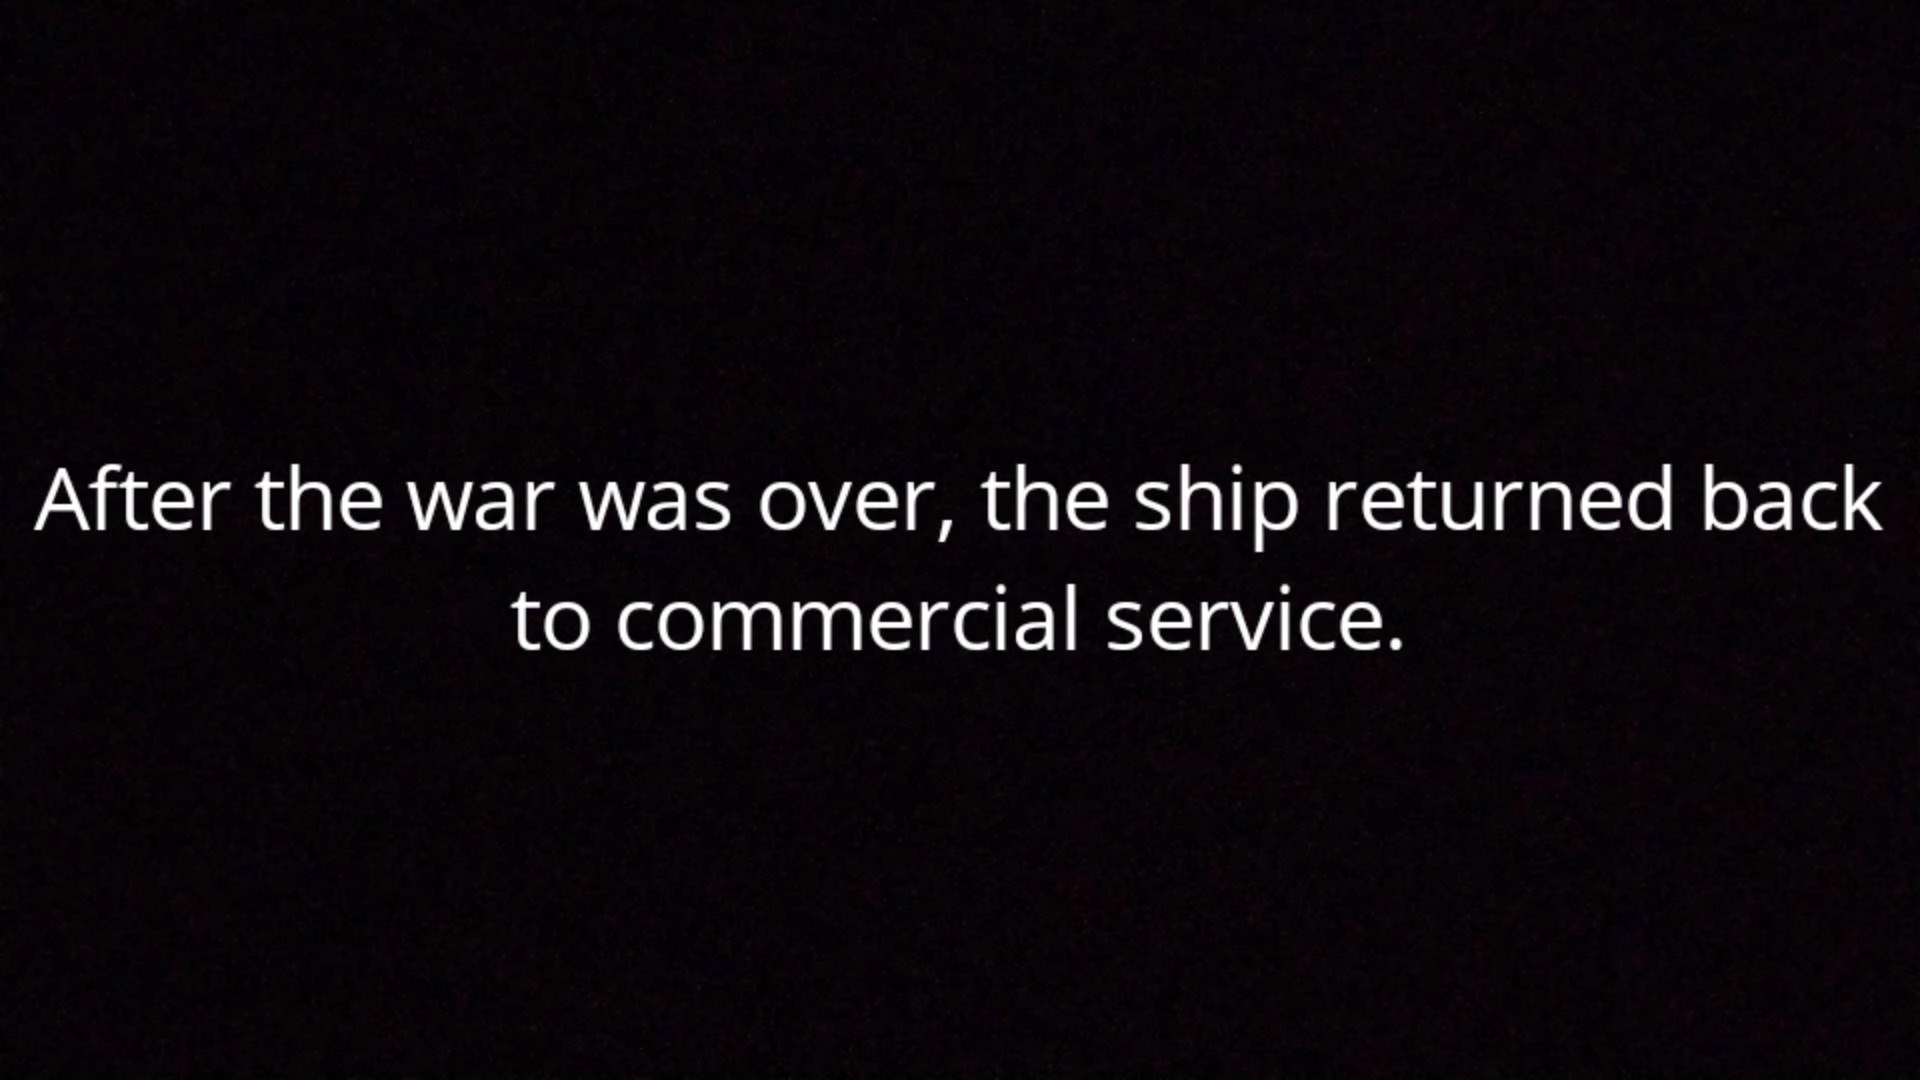 After the war was over, the ship returned back
to commercial service.